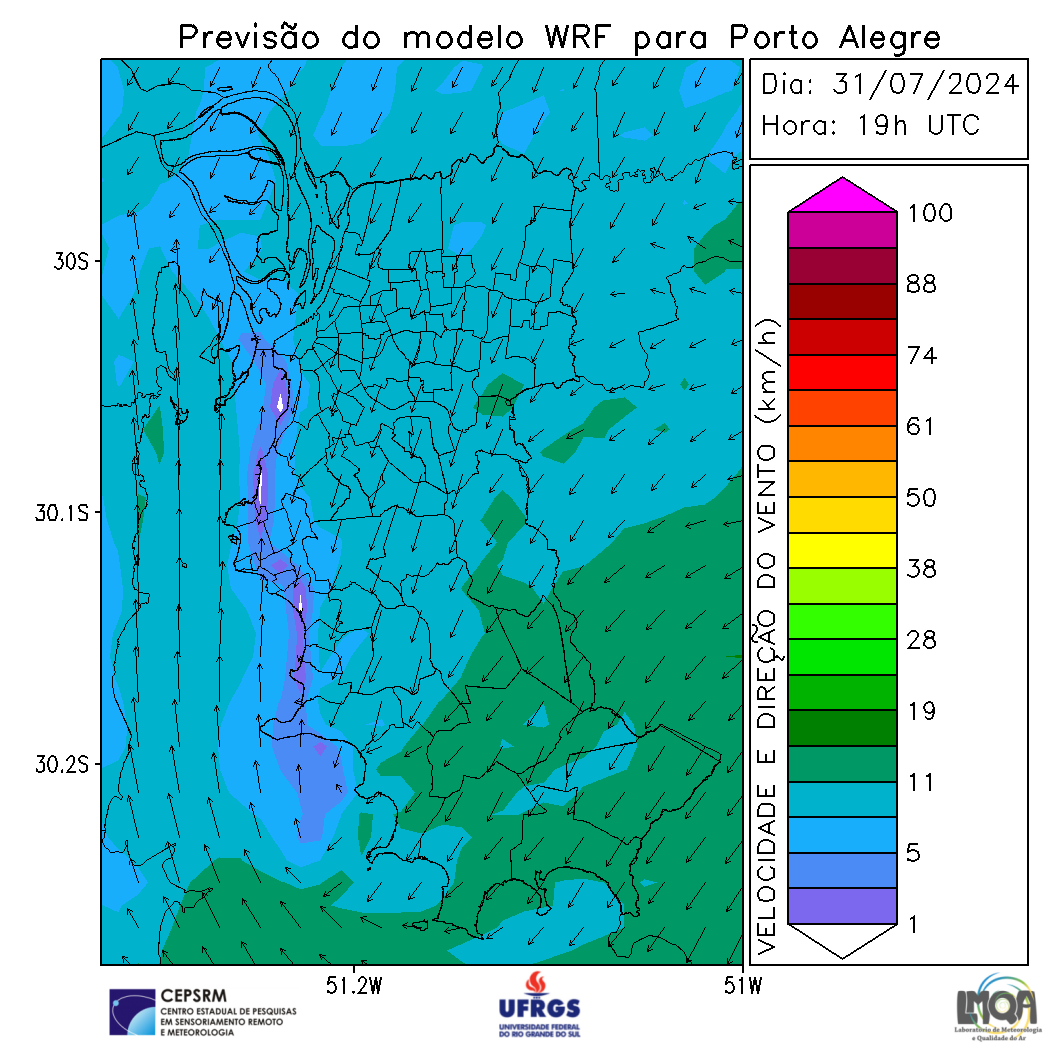 Previsão do modelo WRF para Porto Alegre
Dia: 31/07/2024
Hora: 19h UTC
30S
30.1S
30.2S
51.2W
51W
VELOCIDADE E DIREÇÃO DO VENTO (km/h)
100
88
74
61
50
38
28
19
11
5
1
CEPSRM
CENTRO ESTADUAL DE PESQUISAS
EM SENSORIAMENTO REMOTO
E METEOROLOGIA
UFRGS
UNIVERSIDADE FEDERAL
DO RIO GRANDE DO SUL
LMQA
Laboratório de Meteorologia
e Qualidade do Ar